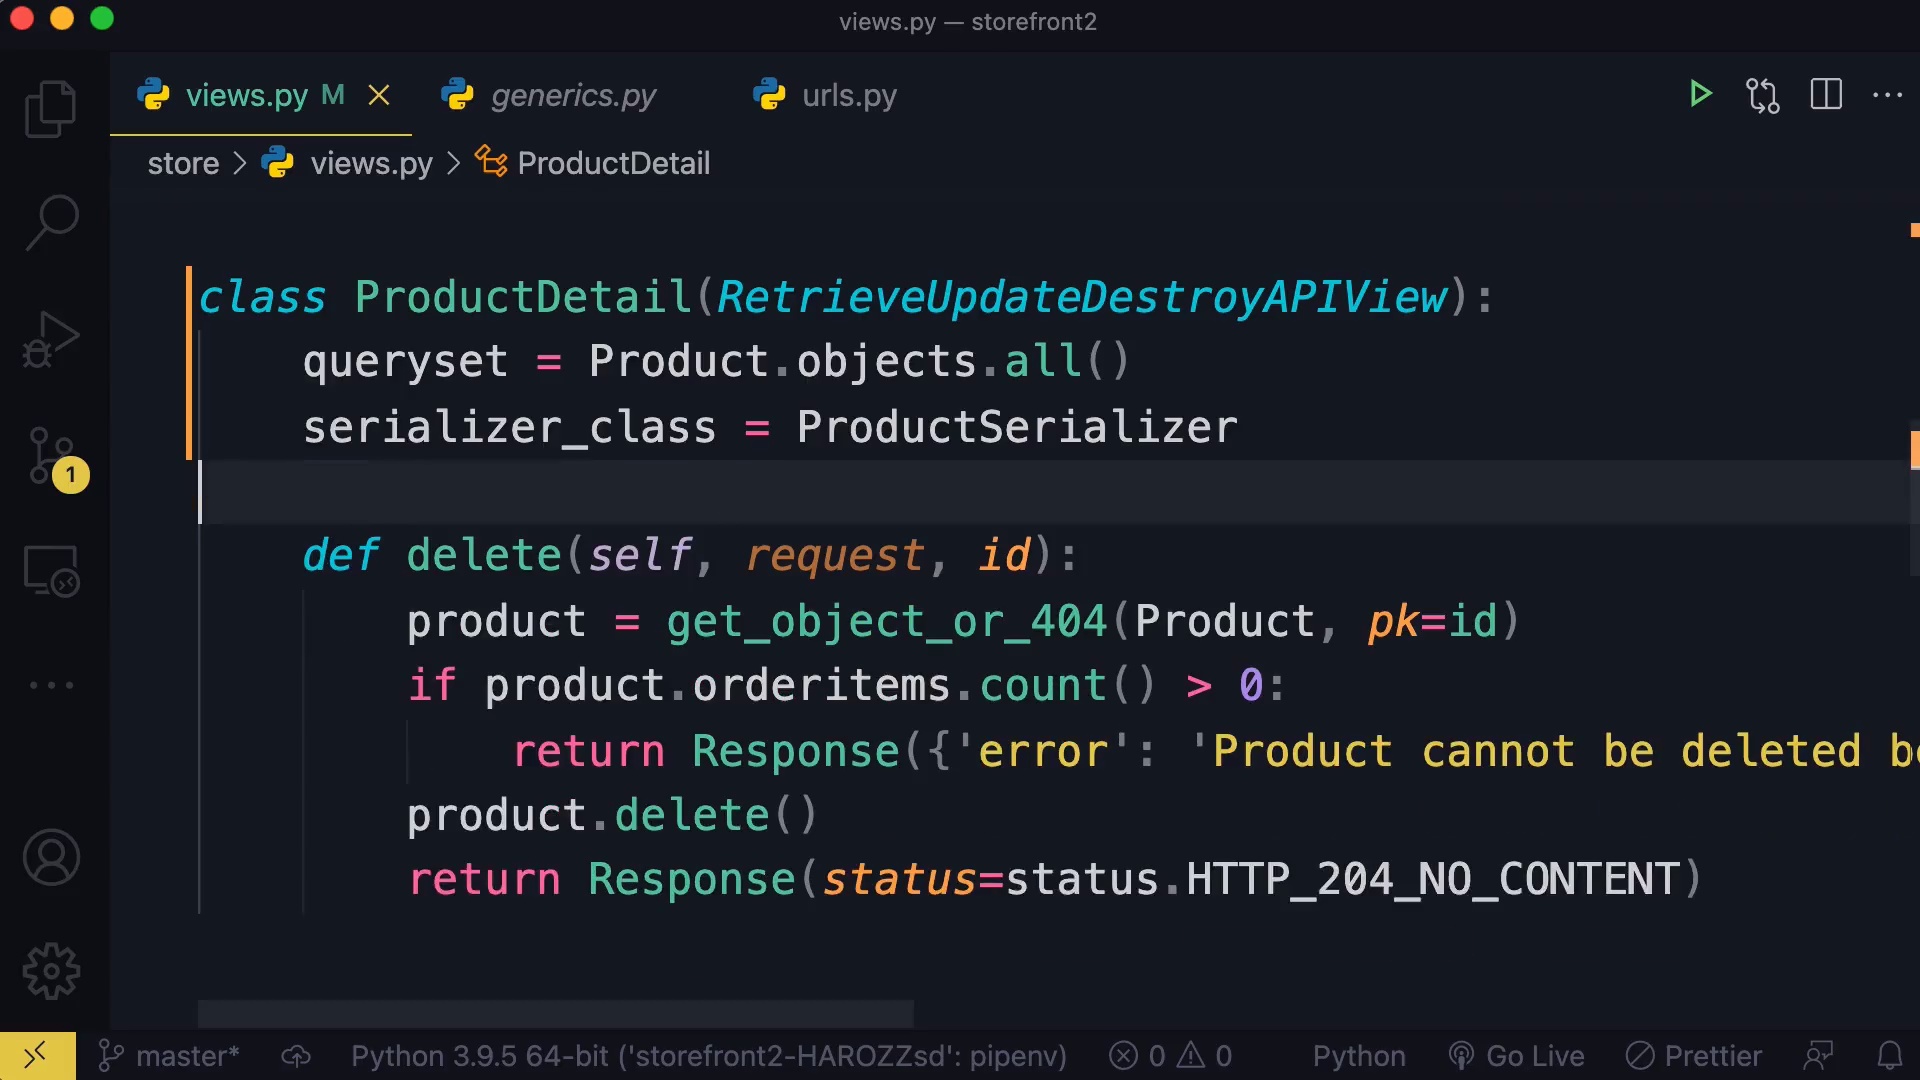 views.py — storefront2
views.py M generics.py urls.py
store > views.py > ProductDetail
class ProductDetail(RetrieveUpdateDestroyAPIView):
queryset = Product.objects.all()
serializer_class = ProductSerializer
def delete(self, request, id):
product = get_object_or_404(Product, pk=id)
if product.orderitems.count() > 0:
return Response({'error': 'Product cannot be deleted
product.delete()
return Response(status=status.HTTP_204_NO_CONTENT)
1
master* Python 3.9.5 64-bit ('storefront2-HAROZZsd': pipenv) 0 0 Python Go Live Prettier